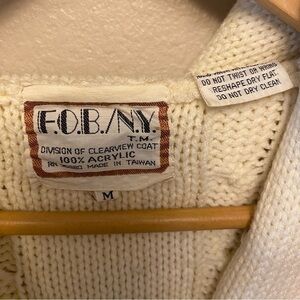 F.O.B./N.Y.
T.M.
DIVISION OF CLEARVIEW COAT
100% ACRYLIC
RN MADE IN TAIWAN
M
DO NOT TWIST OR WRING
RESHAPE DRY FLAT
DO NOT DRY CLEAN